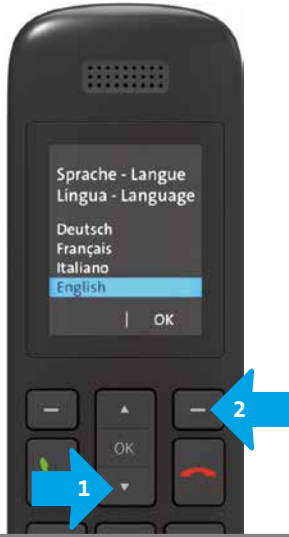 Sprache - Langue
Lingua - Language
Deutsch
Français
Italiano
English
| OK
2
OK
1